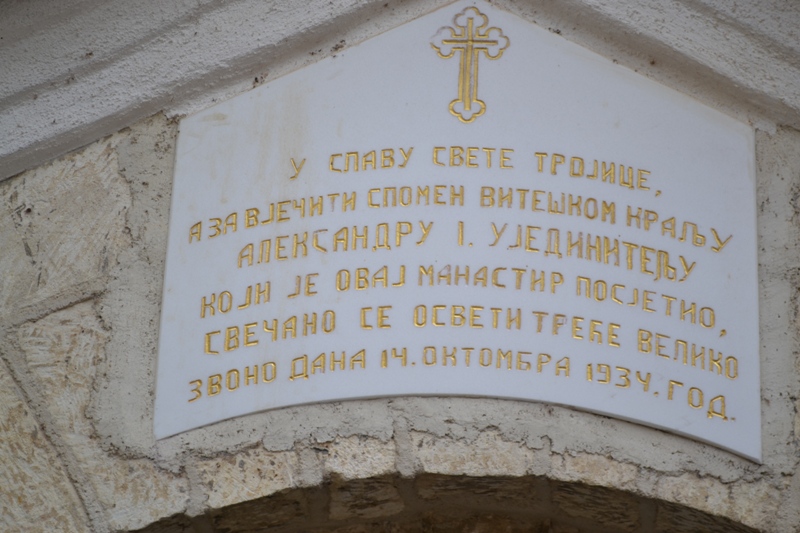 У СЛАВУ СВЕТЕ ТРОЈИЦЕ,
А ЗА ВЈЕЧИТИ СПОМЕН ВИТЕШКОМ КРАЉУ
АЛЕКСАНДРУ I. УЈЕДИНИТЕЉУ
КОЈИ ЈЕ ОВАЈ МАНАСТИР ПОСЈЕТИО,
СВЕЧАНО СЕ ОСВЕТИ ТРЕЋЕ ВЕЛИКО
ЗВОНО ДАНА 14. ОКТОМБРА 1934. ГОД.